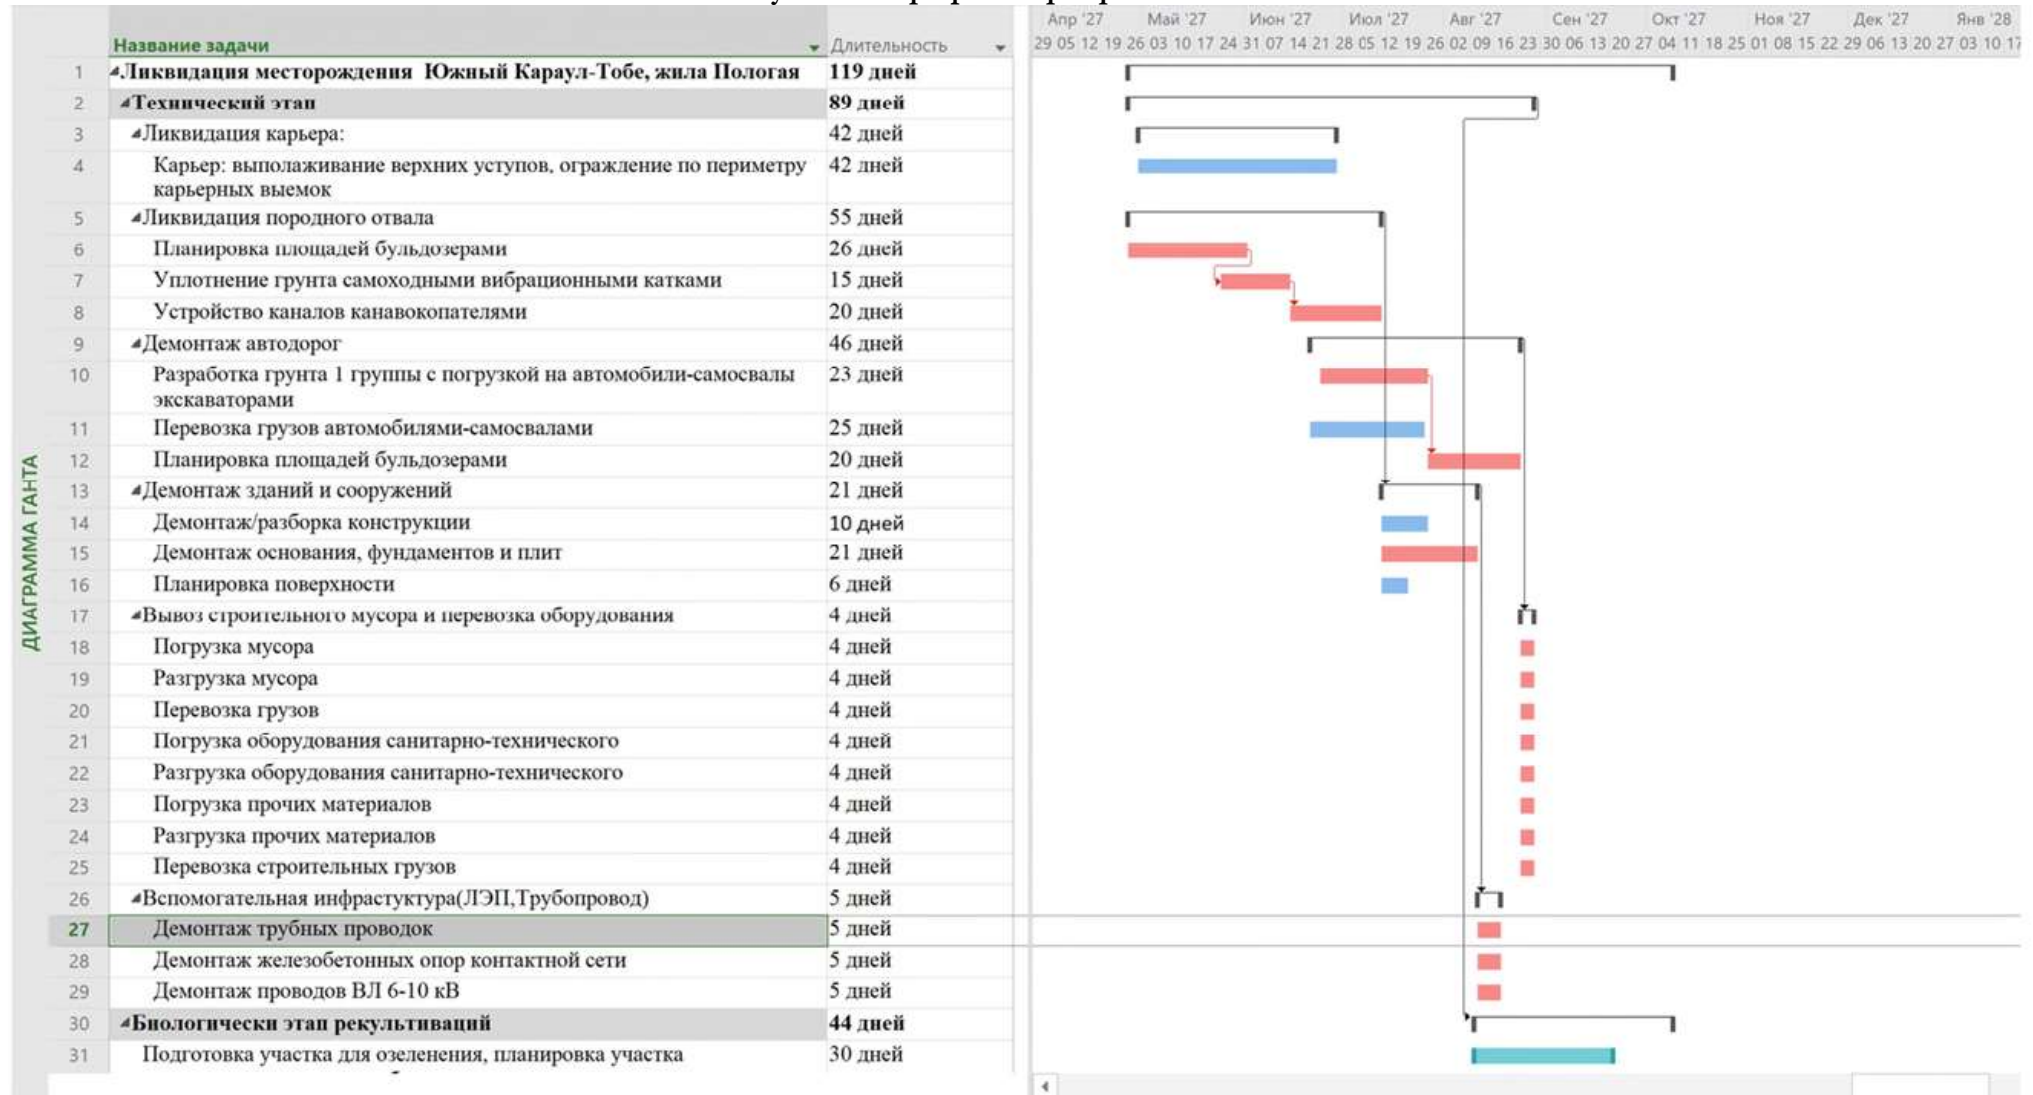 Апр '27 Май '27 Июн '27 Июл '27 Авг '27 Сен '27 Окт '27 Ноя '27 Дек '27 Янв '28
Название задачи Длительность 29 05 12 19 26 03 10 17 24 31 07 14 21 28 05 12 19 26 02 09 16 23 30 06 13 20 27 04 11 18 25 01 08 15 22 29 06 13 20 27 03 10 17
1 Ликвидация месторождения Южный Караул-Тобе, жила Пологая 119 дней
2 Технический этап 89 дней
3 Ликвидация карьера: 42 дней
4 Карьер: выполаживание верхних уступов, ограждение по периметру 42 дней
карьерных выемок
5 Ликвидация породного отвала 55 дней
6 Планировка площадей бульдозерами 26 дней
7 Уплотнение грунта самоходными вибрационными катками 15 дней
8 Устройство каналов канавокопателями 20 дней
9 Демонтаж автодорог 46 дней
10 Разработка грунта 1 группы с погрузкой на автомобили-самосвалы 23 дней
экскаваторами
11 Перевозка грузов автомобилями-самосвалами 25 дней
12 Планировка площадей бульдозерами 20 дней
13 Демонтаж зданий и сооружений 21 дней
14 Демонтаж/разборка конструкции 10 дней
15 Демонтаж основания, фундаментов и плит 21 дней
16 Планировка поверхности 6 дней
17 Вывоз строительного мусора и перевозка оборудования 4 дней
18 Погрузка мусора 4 дней
19 Разгрузка мусора 4 дней
20 Перевозка грузов 4 дней
21 Погрузка оборудования санитарно-технического 4 дней
22 Разгрузка оборудования санитарно-технического 4 дней
23 Погрузка прочих материалов 4 дней
24 Разгрузка прочих материалов 4 дней
25 Перевозка строительных грузов 4 дней
26 Вспомогательная инфрастуктура(ЛЭП,Трубопровод) 5 дней
27 Демонтаж трубных проводок 5 дней
28 Демонтаж железобетонных опор контактной сети 5 дней
29 Демонтаж проводов ВЛ 6-10 кВ 5 дней
30 Биологически этап рекультиваций 44 дней
31 Подготовка участка для озеленения, планировка участка 30 дней
ДИАГРАММА ГАНТА